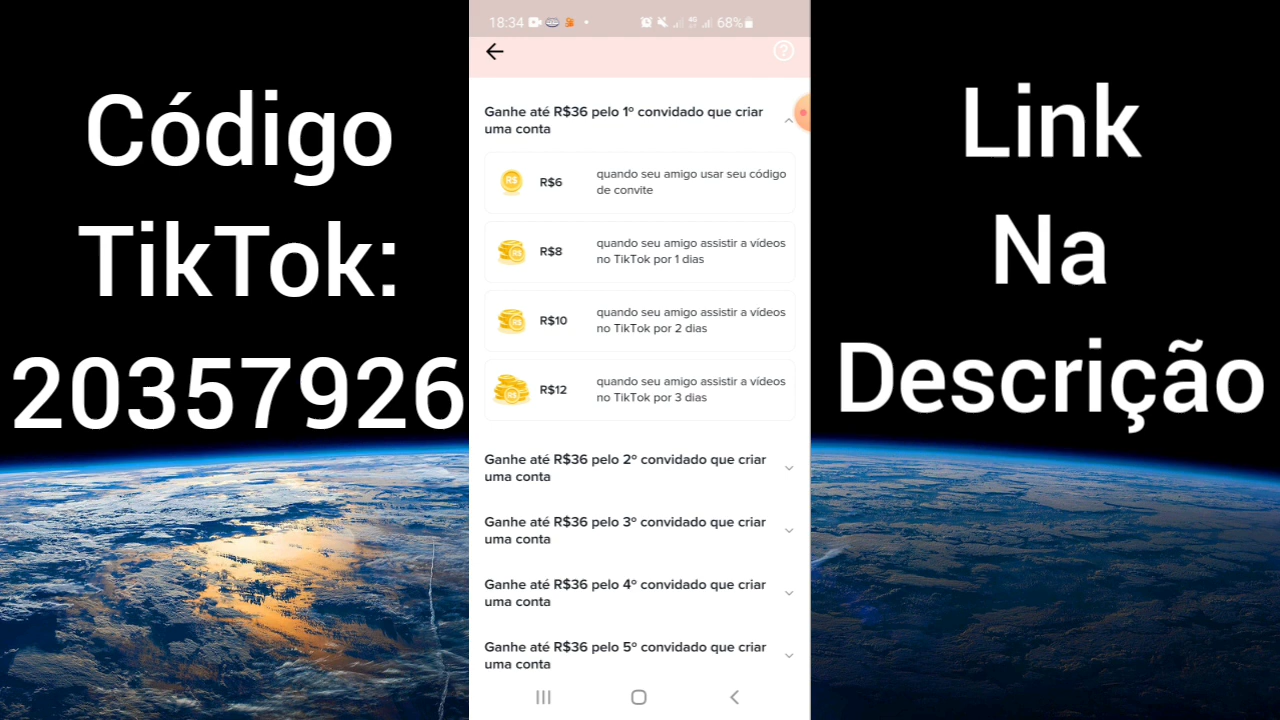 Código
TikTok:
20357926
18:34
4G
68%
Ganhe até R$36 pelo 1º convidado que criar
uma conta
R$
R$6
quando seu amigo usar seu código
de convite
R$
R$8
quando seu amigo assistir a vídeos
no TikTok por 1 dias
R$
R$10
quando seu amigo assistir a vídeos
no TikTok por 2 dias
R$
R$12
quando seu amigo assistir a vídeos
no TikTok por 3 dias
Ganhe até R$36 pelo 2º convidado que criar
uma conta
Ganhe até R$36 pelo 3º convidado que criar
uma conta
Ganhe até R$36 pelo 4º convidado que criar
uma conta
Ganhe até R$36 pelo 5º convidado que criar
uma conta
Link
Na
Descrição